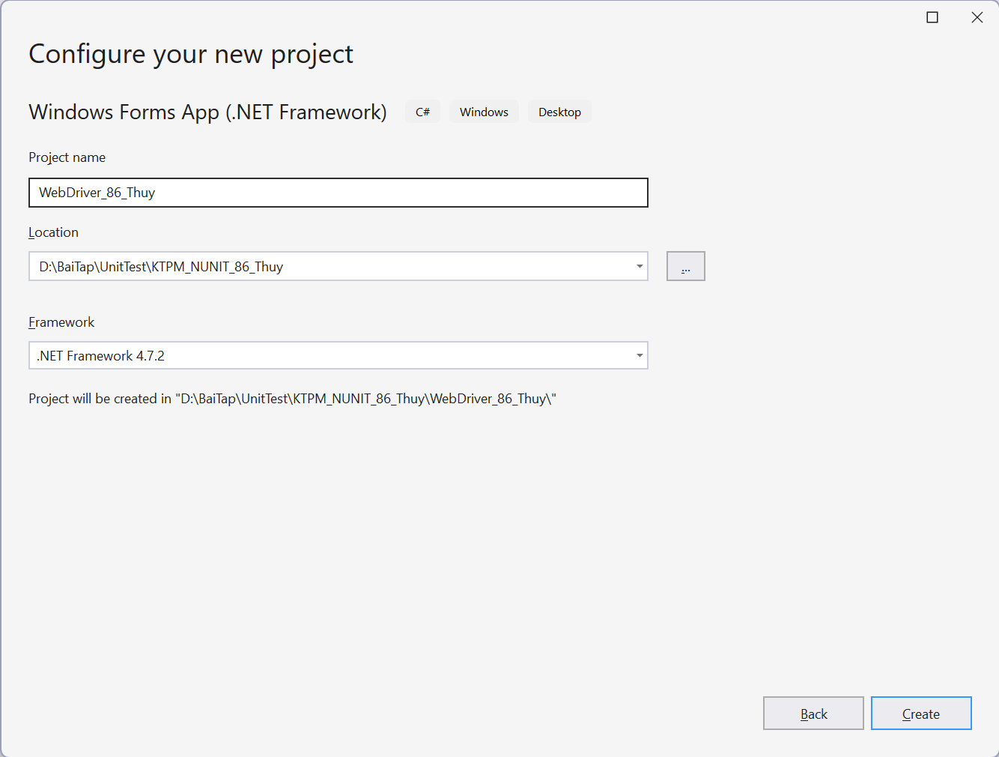 Configure your new project
Windows Forms App (.NET Framework) C# Windows Desktop
Project name
WebDriver_86_Thuy
Location
D:\BaiTap\UnitTest\KTPM_NUNIT_86_Thuy ...
Framework
.NET Framework 4.7.2
Project will be created in "D:\BaiTap\UnitTest\KTPM_NUNIT_86_Thuy\WebDriver_86_Thuy\"
Back Create